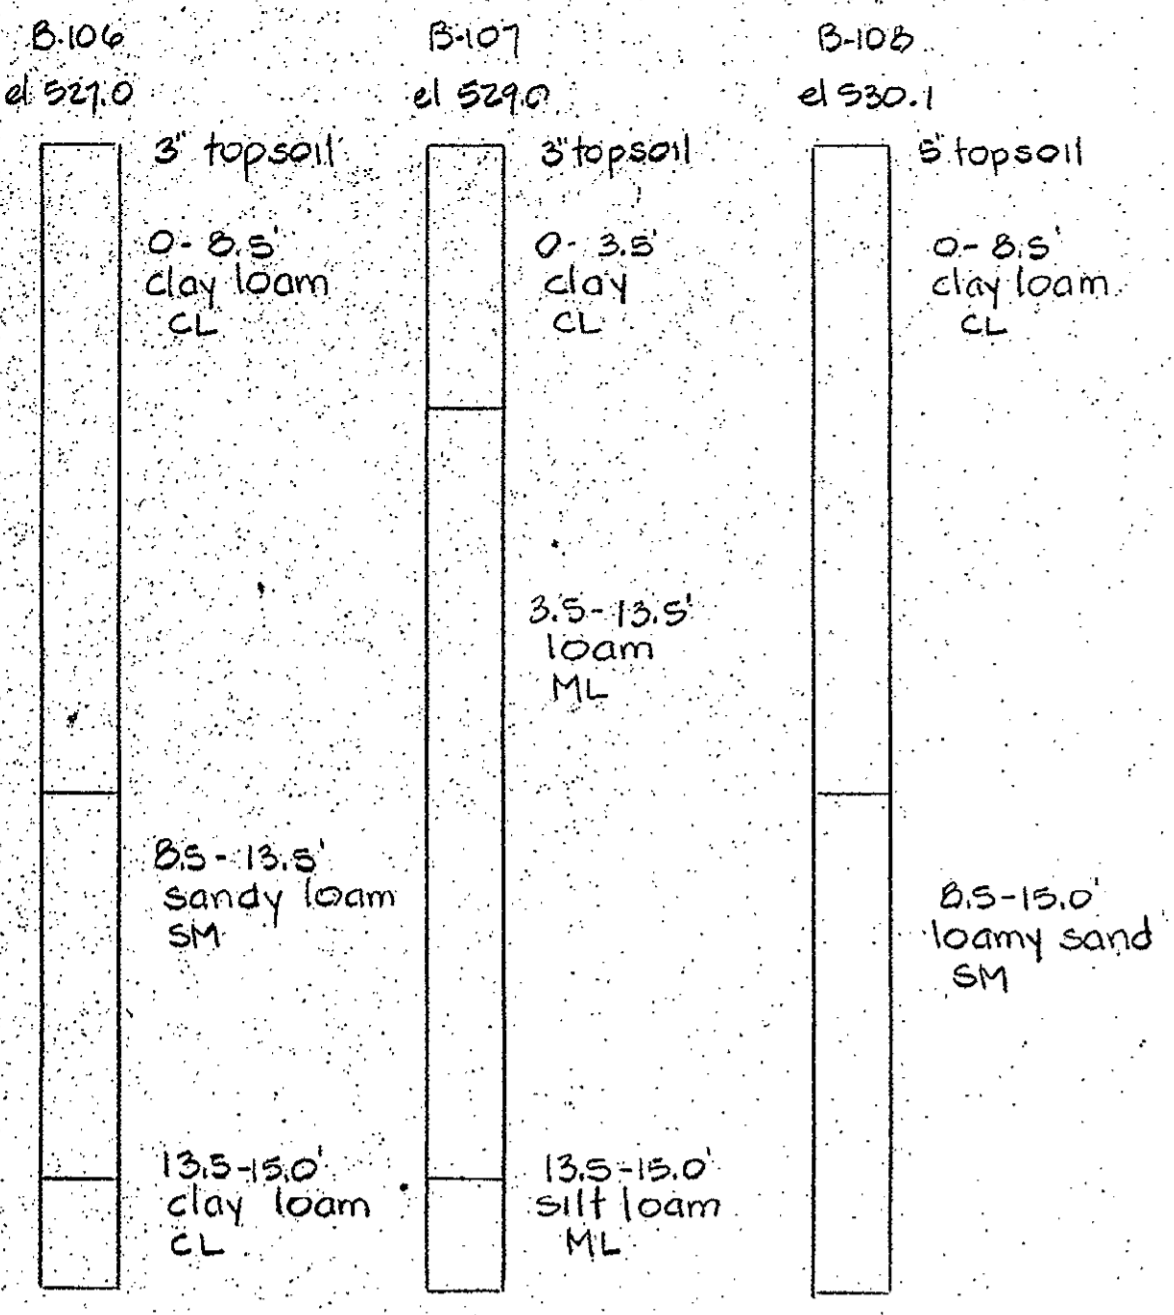 B-106
el 527.0
3" topsoil
0-8.5'
clay loam
CL
8.5-13.5'
sandy loam
SM
13.5-15.0'
clay loam
CL
B-107
el 529.0
3" topsoil
0-3.5'
clay
CL
3.5-13.5'
loam
ML
13.5-15.0'
silt loam
ML
B-108
el 530.1
5" topsoil
0-8.5'
clay loam
CL
8.5-15.0'
loamy sand
SM